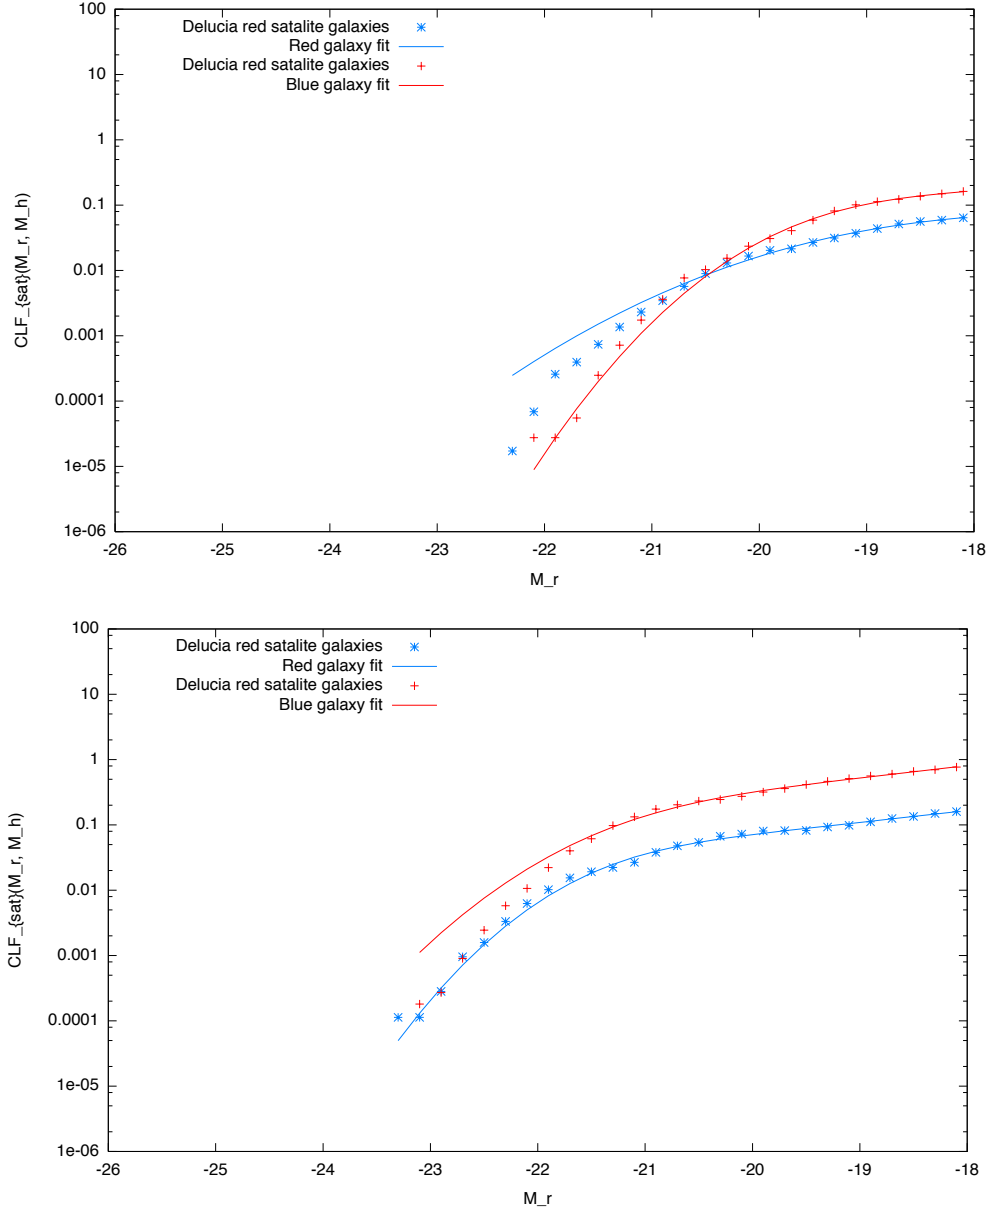 Delucia red satalite galaxies
Red galaxy fit
Delucia red satalite galaxies
Blue galaxy fit
100
10
1
0.1
0.01
0.001
0.0001
1e-05
1e-06
CLF_{sat}(M_r, M_h)
-26 -25 -24 -23 -22 -21 -20 -19 -18
M_r
Delucia red satalite galaxies
Red galaxy fit
Delucia red satalite galaxies
Blue galaxy fit
100
10
1
0.1
0.01
0.001
0.0001
1e-05
1e-06
CLF_{sat}(M_r, M_h)
-26 -25 -24 -23 -22 -21 -20 -19 -18
M_r